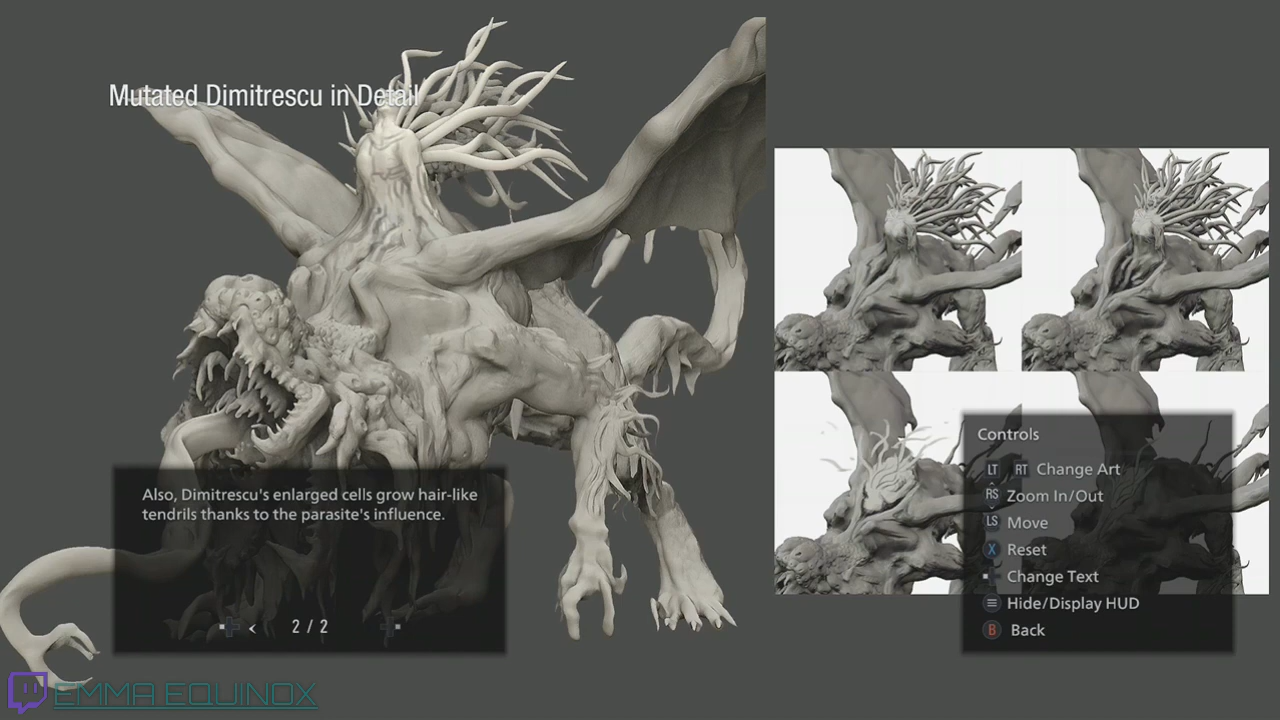 Mutated Dimitrescu in Detail
Also, Dimitrescu's enlarged cells grow hair-like
tendrils thanks to the parasite's influence.
< 2 / 2
Controls
LT RT Change Art
RS Zoom In/Out
LS Move
X Reset
Change Text
Hide/Display HUD
B Back
EMMA EQUINOX